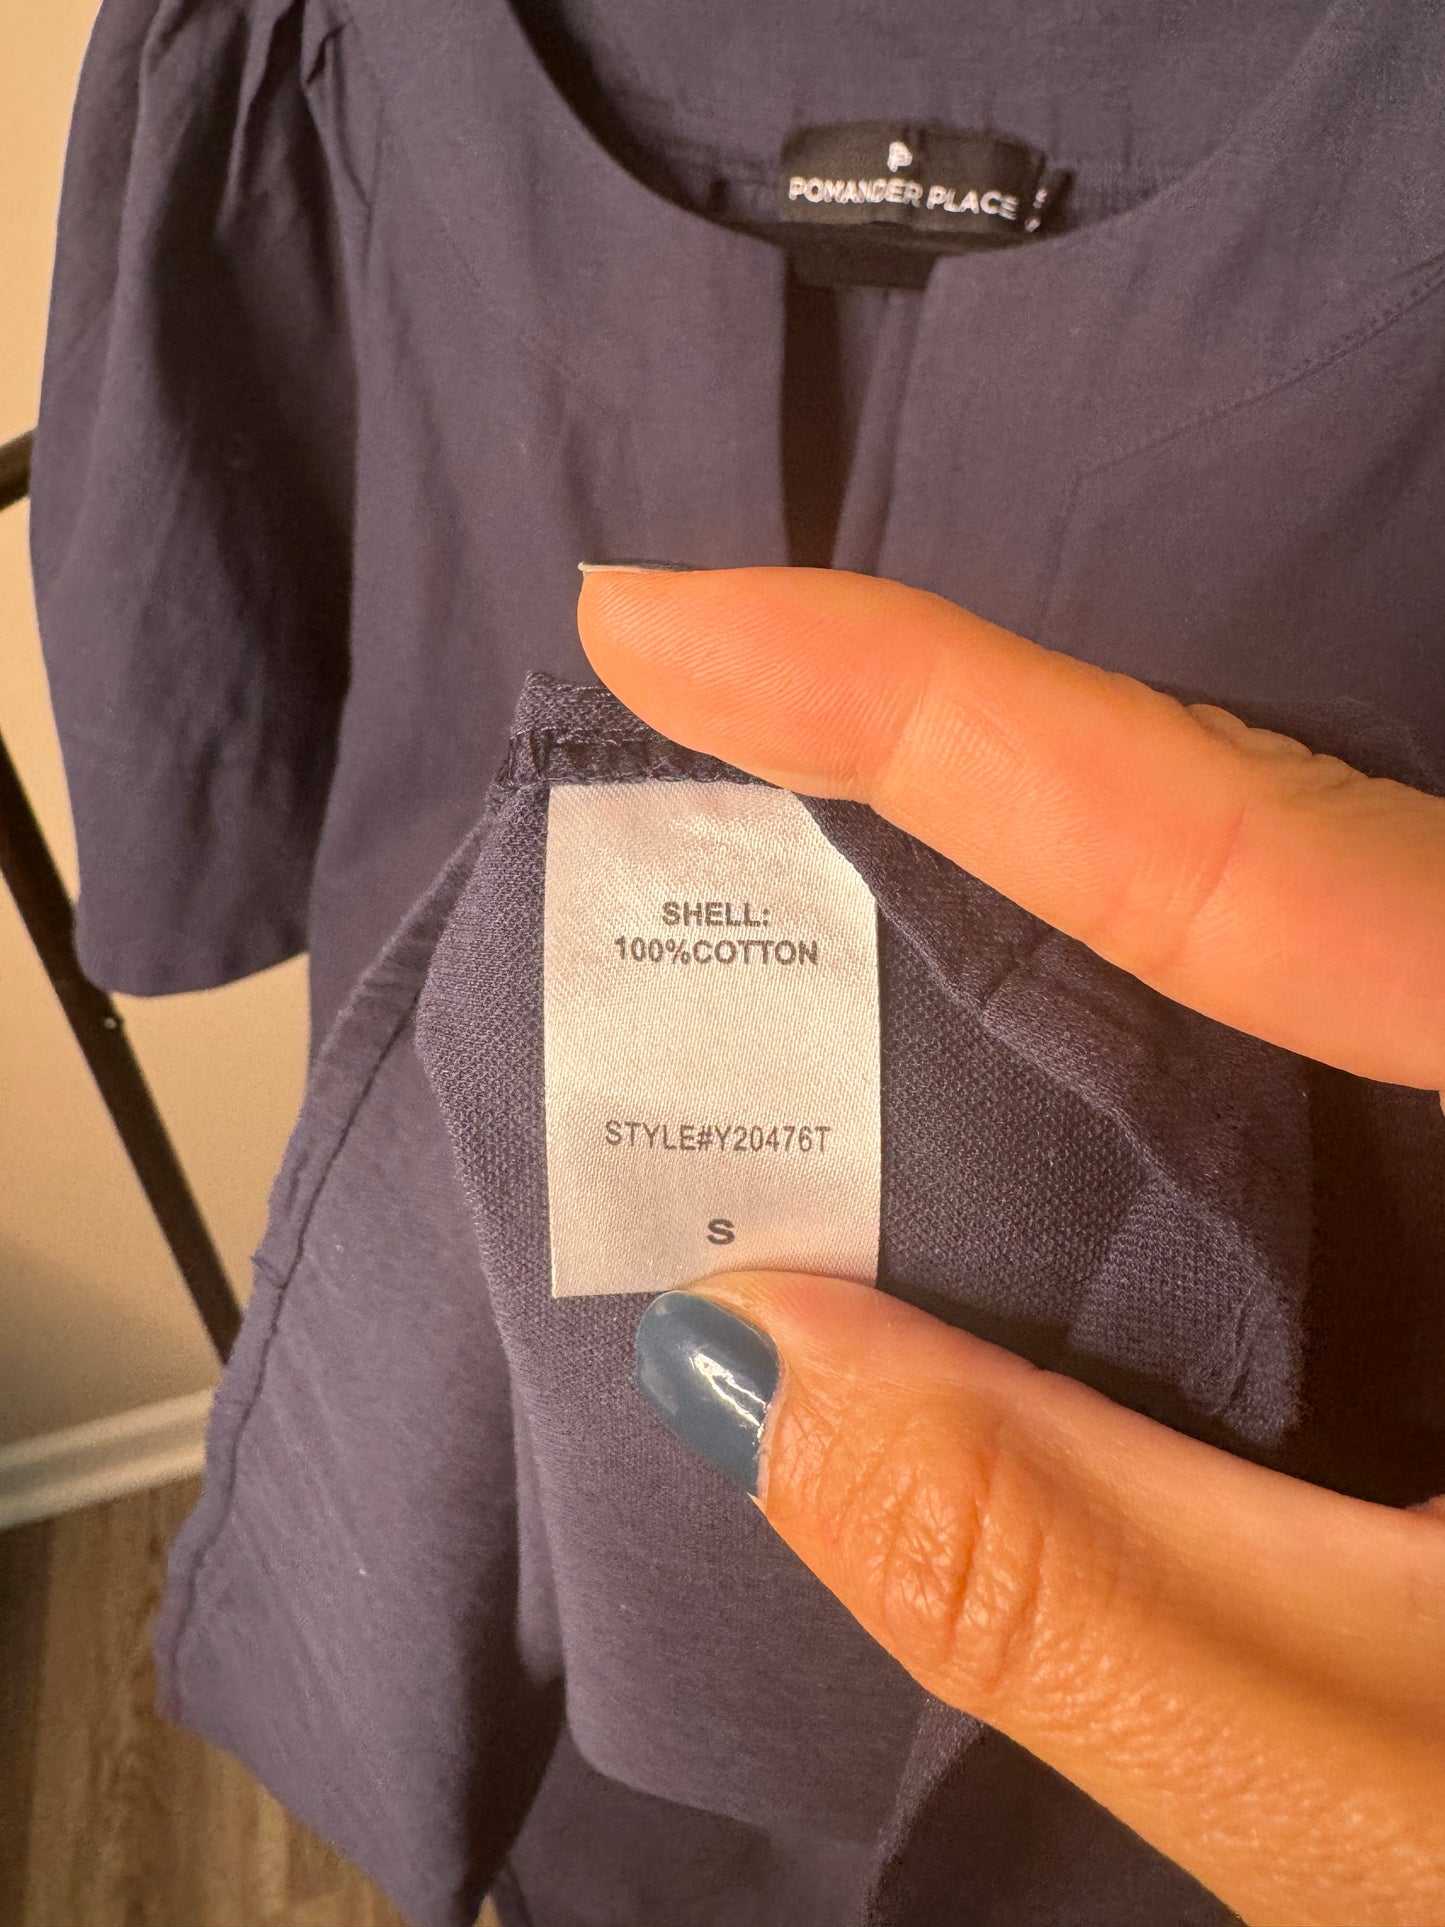 P
POMANDER PLACE
S
SHELL:
100%COTTON
STYLE#Y20476T
S